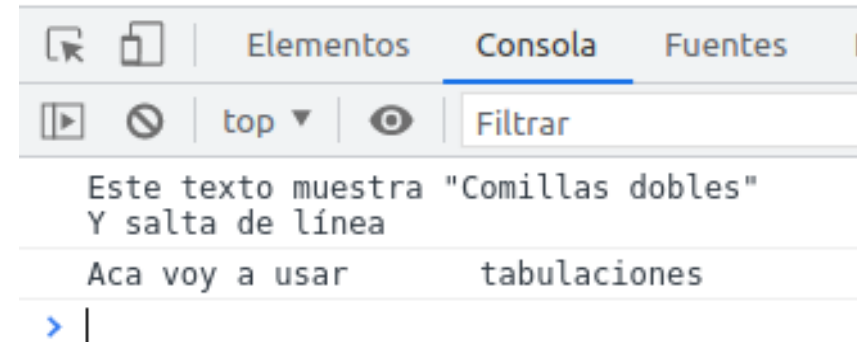 Elementos Consola Fuentes
top Filtrar
Este texto muestra "Comillas dobles"
Y salta de línea
Aca voy a usar tabulaciones
>